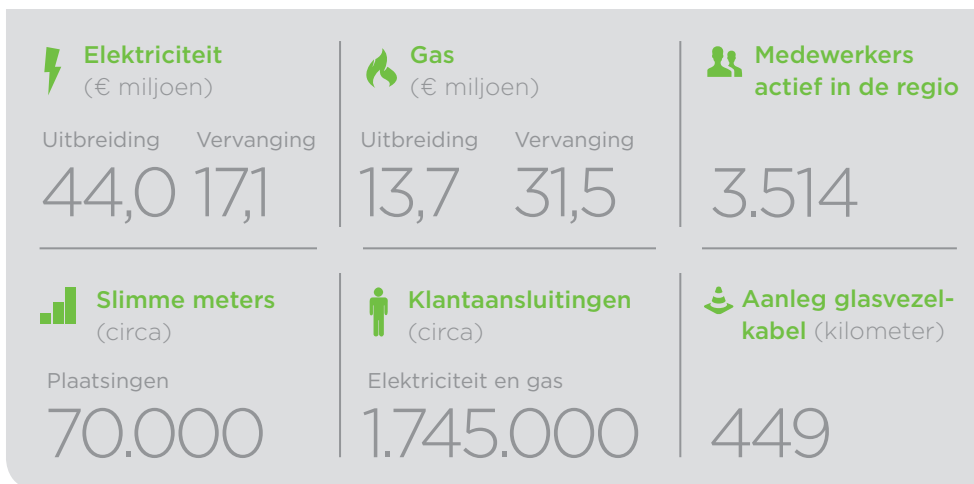 Elektriciteit
(€ miljoen)
Uitbreiding Vervanging
44,0 17,1
Gas
(€ miljoen)
Uitbreiding Vervanging
13,7 31,5
Medewerkers
actief in de regio
3.514
Slimme meters
(circa)
Plaatsingen
70.000
Klantaansluitingen
(circa)
Elektriciteit en gas
1.745.000
Aanleg glasvezel-
kabel (kilometer)
449